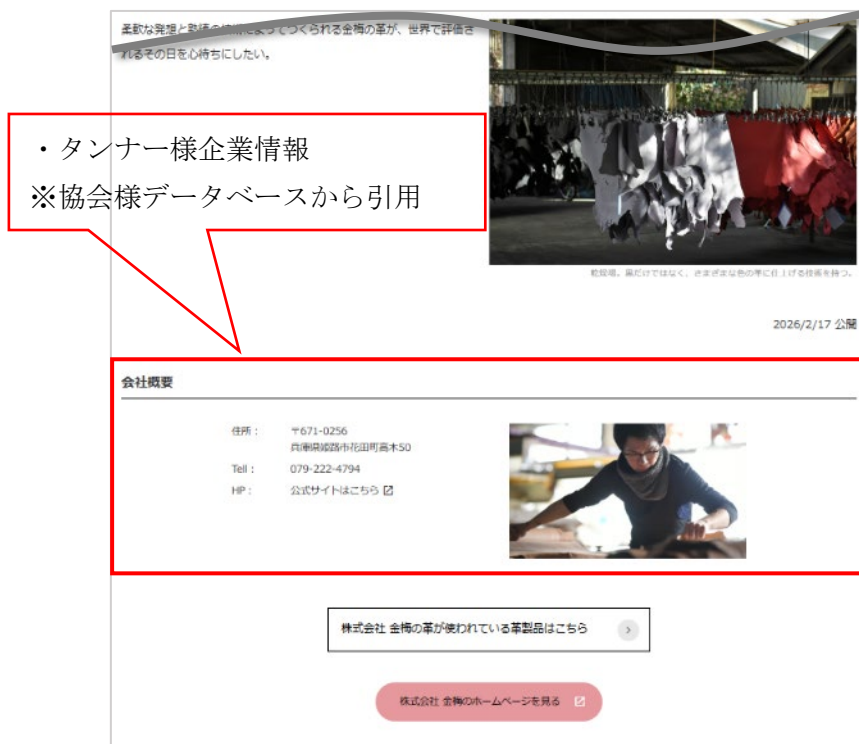 柔軟な発想と熟練の技術によってつくられる金梅の革が、世界で評価さ
れるその日を心待ちにしたい。
・タンナー様企業情報
※協会様データベースから引用
乾燥場。黒だけではなく、さまざまな色の革に仕上げる技術を持つ。
2026/2/17 公開
会社概要
住所：
〒671-0256
兵庫県姫路市花田町高木50
Tell：
079-222-4794
HP：
公式サイトはこちら
株式会社 金梅の革が使われている革製品はこちら
株式会社 金梅のホームページを見る